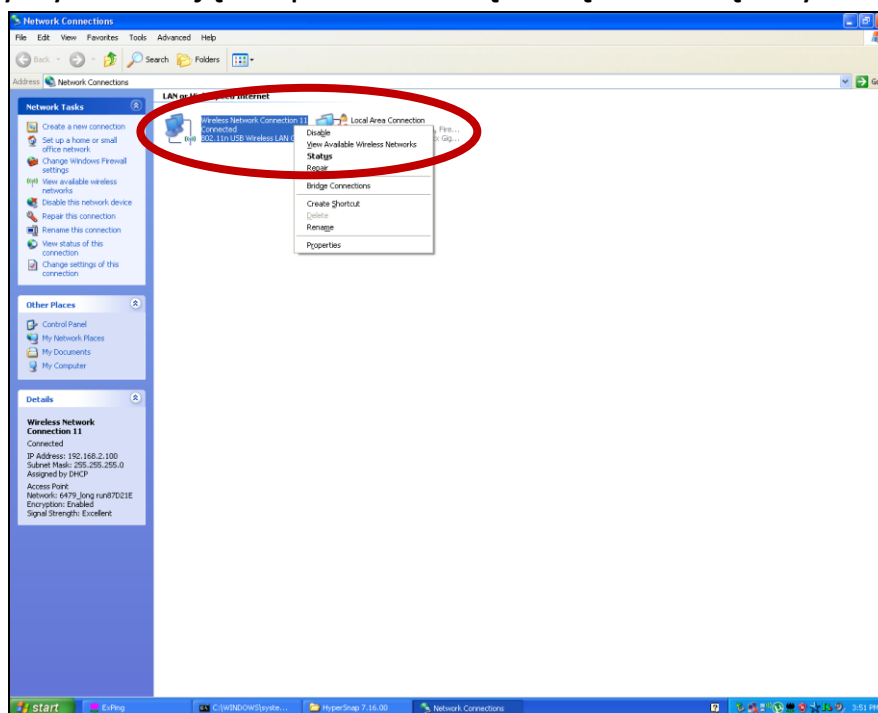 Network Connections
File Edit View Favorites Tools Advanced Help
Back Search Folders
Address Network Connections
Network Tasks
Create a new connection
Set up a home or small
office network
Change Windows Firewall
settings
View available wireless
networks
Disable this network device
Repair this connection
Rename this connection
View status of this
connection
Change settings of this
connection
Other Places
Control Panel
My Network Places
My Documents
My Computer
Details
Wireless Network
Connection 11
Connected
IP Address: 192.168.2.100
Subnet Mask: 255.255.255.0
Assigned by DHCP
Access Point
Network: 6479_long run87D21E
Encryption: Enabled
Signal Strength: Excellent
LAN or High-Speed Internet
Wireless Network Connection 11
Connected
802.11n USB Wireless LAN
Local Area Connection
Disable
View Available Wireless Networks
Status
Repair
Bridge Connections
Create Shortcut
Delete
Rename
Properties
start ExPing C:\WINDOWS\syste... HyperSnap 7.16.00 Network Connections 3:51 PM